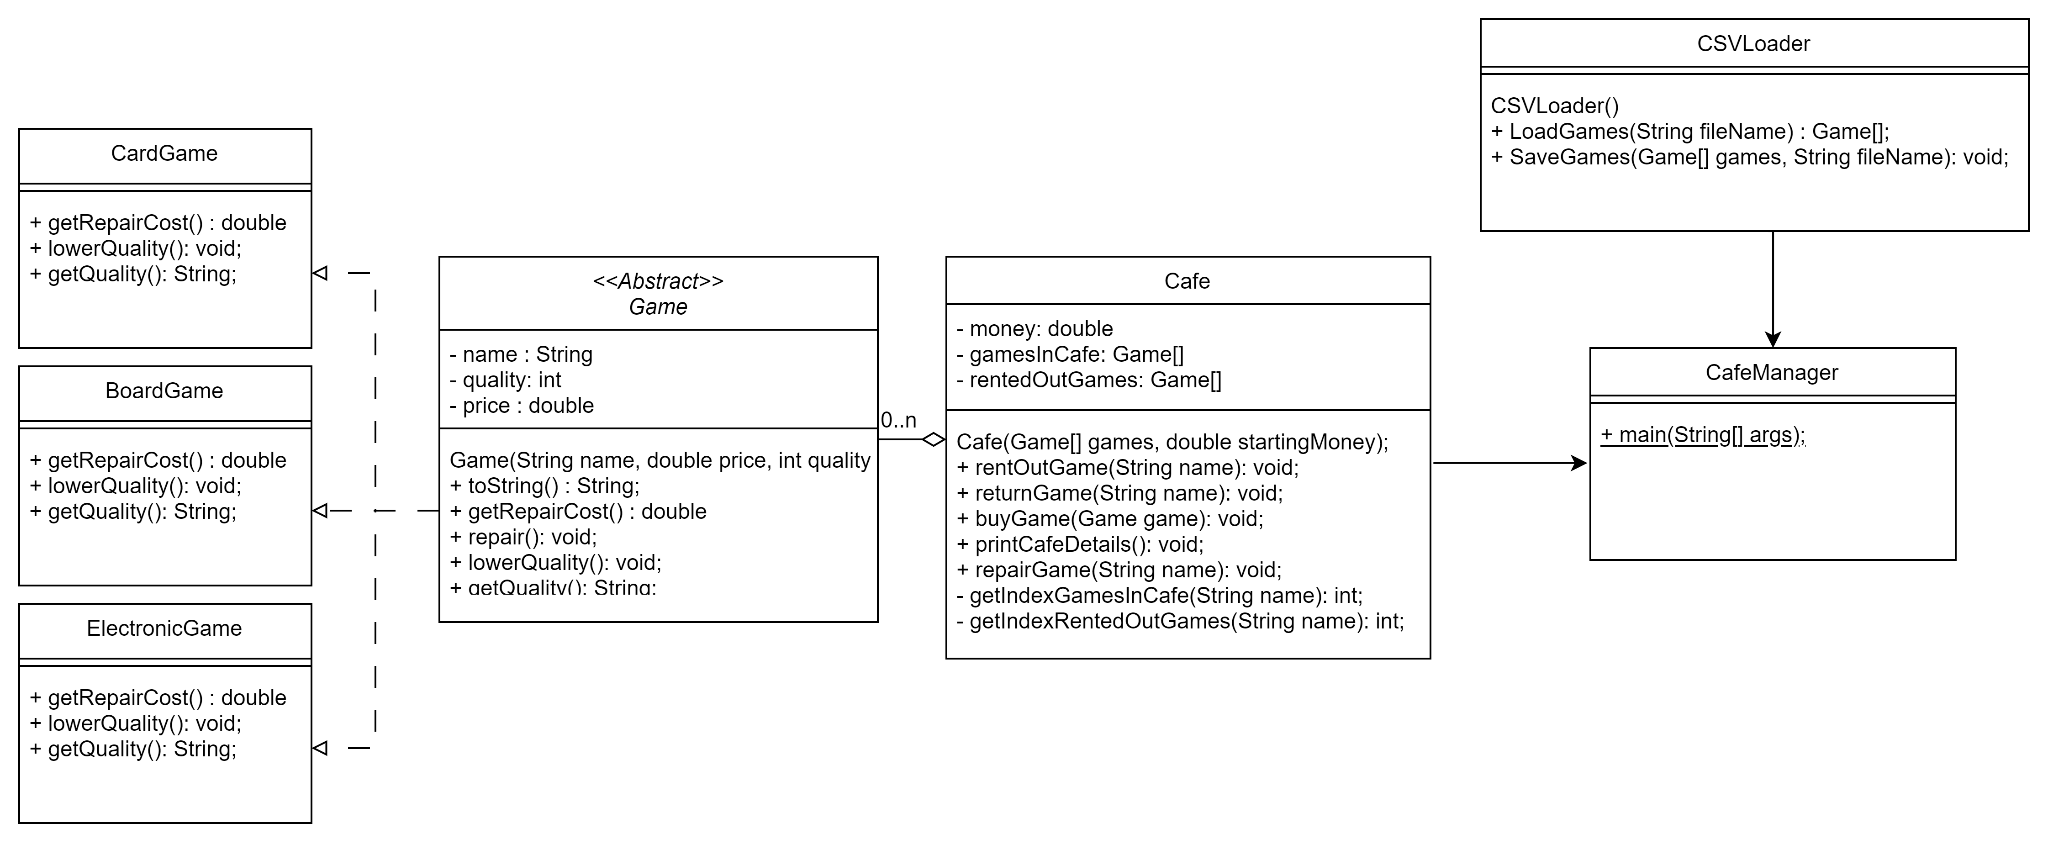 CardGame
+ getRepairCost() : double
+ lowerQuality(): void;
+ getQuality(): String;
BoardGame
+ getRepairCost() : double
+ lowerQuality(): void;
+ getQuality(): String;
ElectronicGame
+ getRepairCost() : double
+ lowerQuality(): void;
+ getQuality(): String;
<<Abstract>>
Game
- name : String
- quality: int
- price : double
Game(String name, double price, int quality
+ toString() : String;
+ getRepairCost() : double
+ repair(): void;
+ lowerQuality(): void;
+ getQuality(): String;
0..n
Cafe
- money: double
- gamesInCafe: Game[]
- rentedOutGames: Game[]
Cafe(Game[] games, double startingMoney);
+ rentOutGame(String name): void;
+ returnGame(String name): void;
+ buyGame(Game game): void;
+ printCafeDetails(): void;
+ repairGame(String name): void;
- getIndexGamesInCafe(String name): int;
- getIndexRentedOutGames(String name): int;
CSVLoader
CSVLoader()
+ LoadGames(String fileName) : Game[];
+ SaveGames(Game[] games, String fileName): void;
CafeManager
+ main(String[] args);